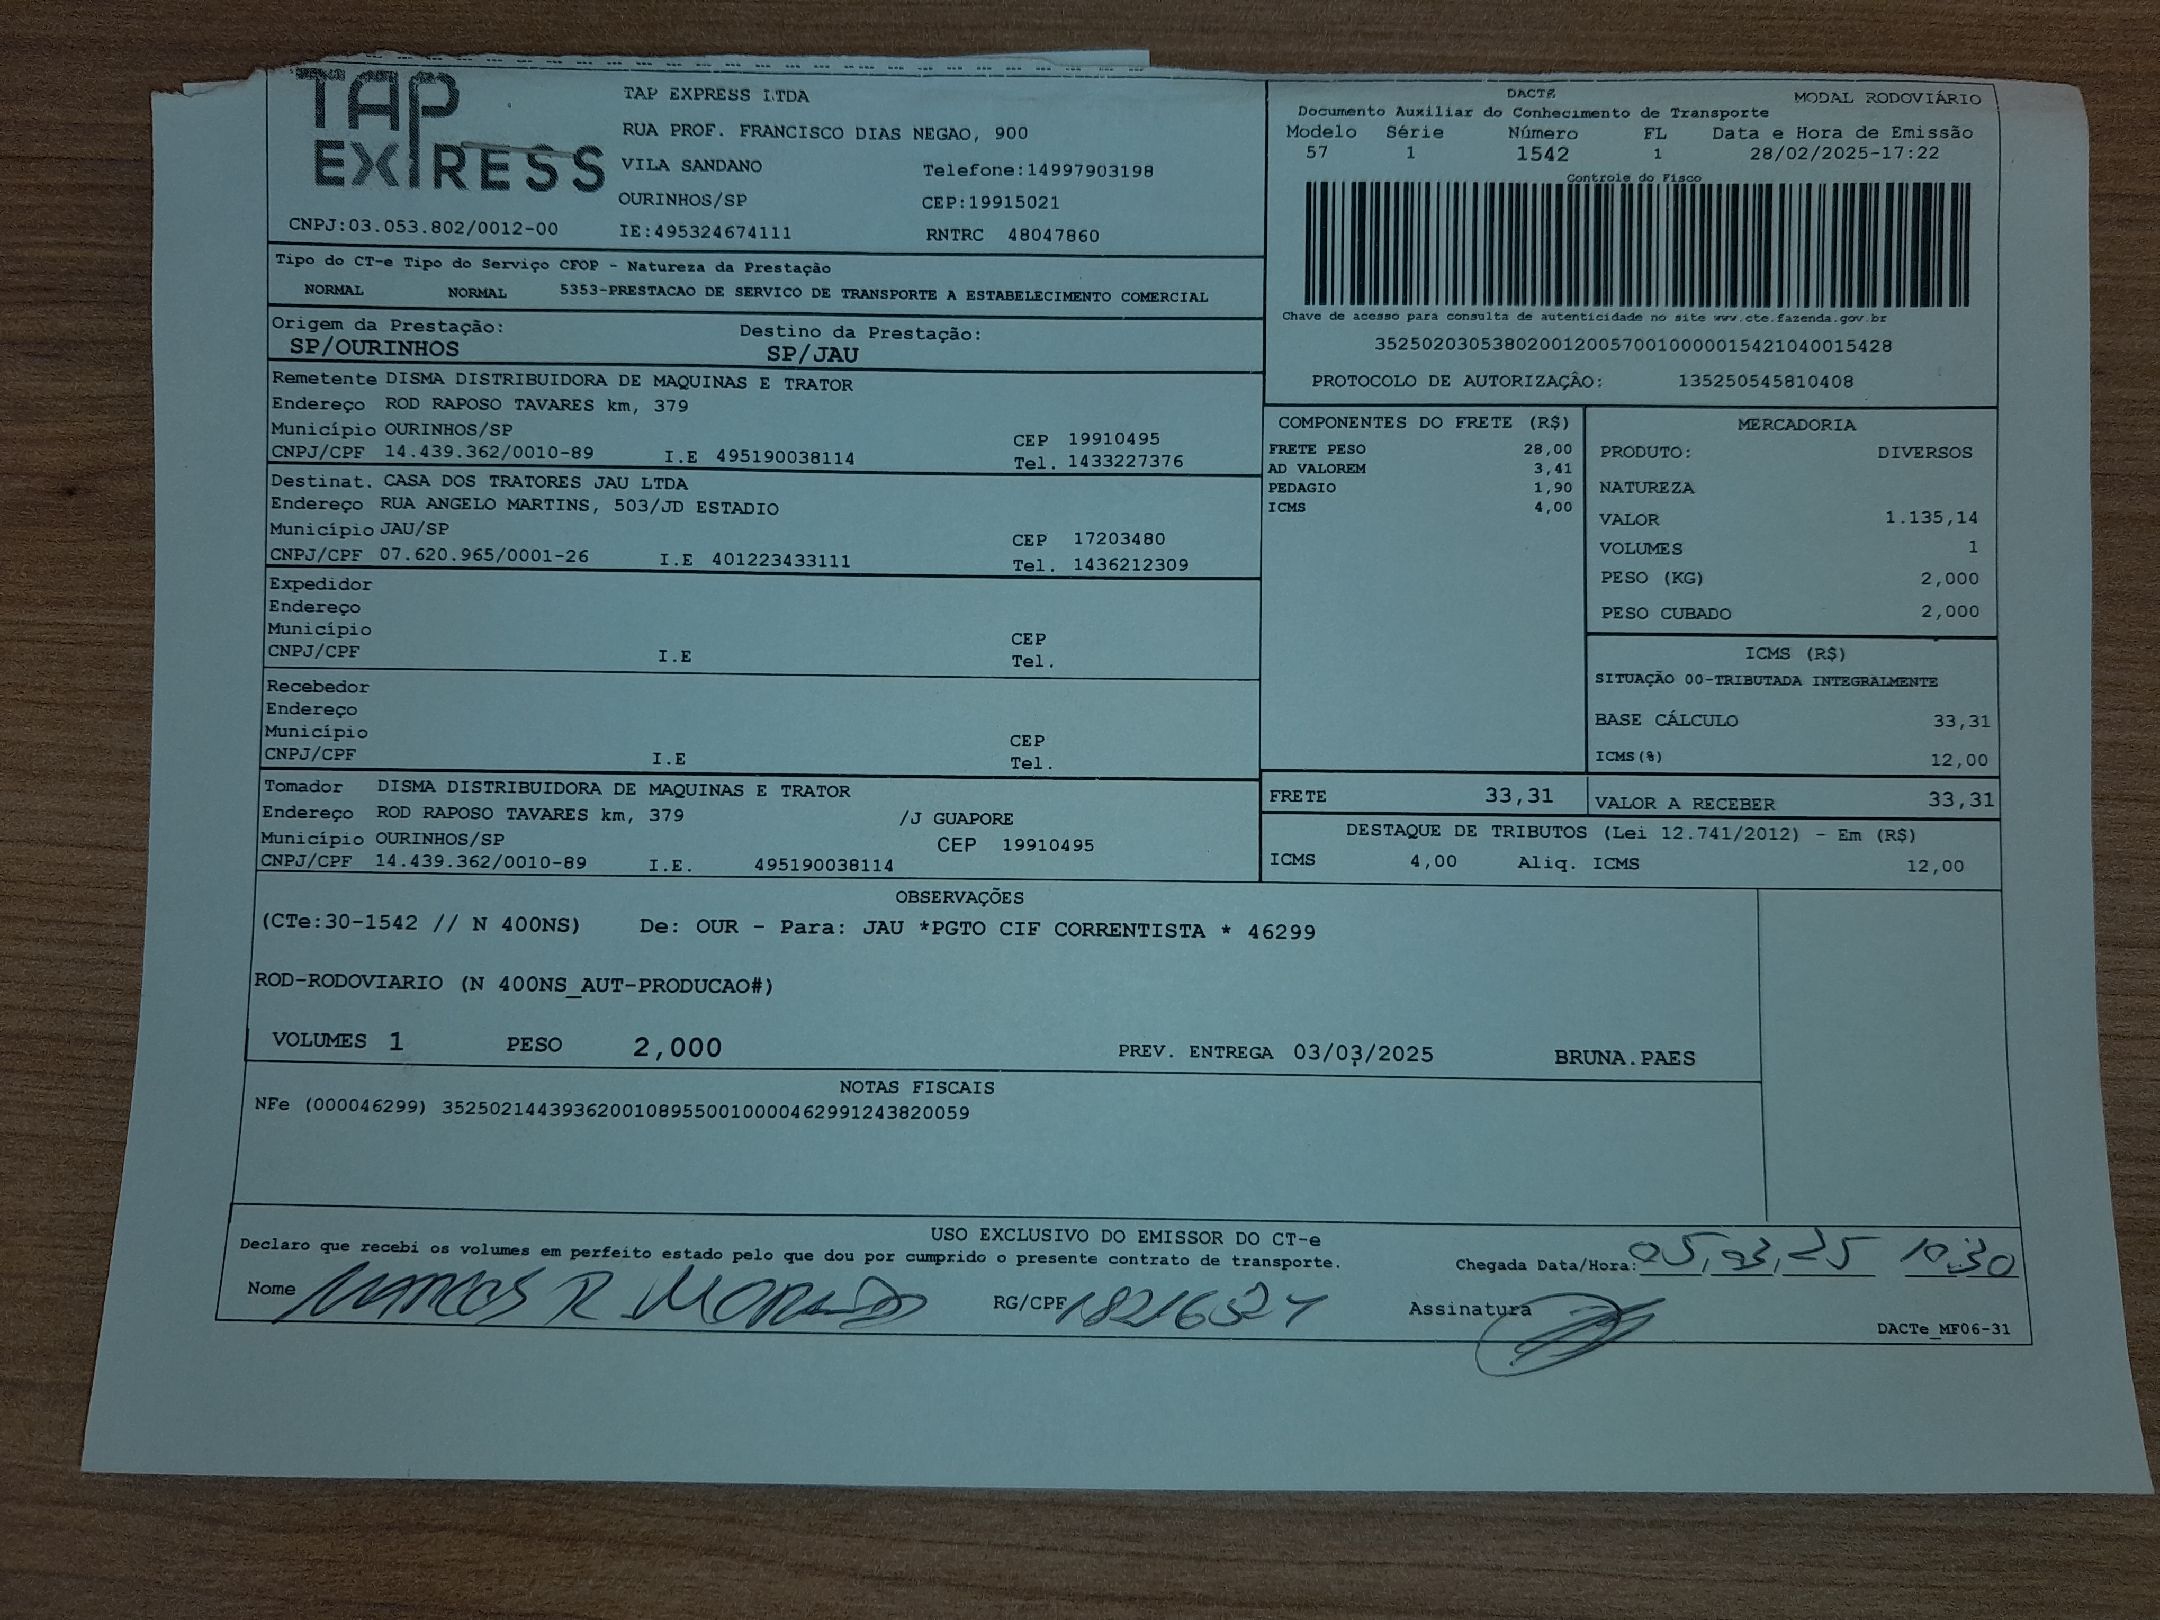 TAP EXPRESS
TAP EXPRESS LTDA
RUA PROF. FRANCISCO DIAS NEGAO, 900
VILA SANDANO Telefone:14997903198
OURINHOS/SP CEP:19915021
CNPJ:03.053.802/0012-00 IE:495324674111 RNTRC 48047860
DACTE MODAL RODOVIÁRIO
Documento Auxiliar do Conhecimento de Transporte
Modelo Série Número FL Data e Hora de Emissão
57 1 1542 1 28/02/2025-17:22
Controle do Fisco
Chave de acesso para consulta de autenticidade no site www.cte.fazenda.gov.br
35250203053802001200570010000015421040015428
PROTOCOLO DE AUTORIZAÇÃO: 135250545810408
Tipo do CT-e Tipo do Serviço CFOP - Natureza da Prestação
NORMAL NORMAL 5353-PRESTACAO DE SERVICO DE TRANSPORTE A ESTABELECIMENTO COMERCIAL
Origem da Prestação: Destino da Prestação:
SP/OURINHOS SP/JAU
Remetente DISMA DISTRIBUIDORA DE MAQUINAS E TRATOR
Endereço ROD RAPOSO TAVARES km, 379
Município OURINHOS/SP CEP 19910495
CNPJ/CPF 14.439.362/0010-89 I.E 495190038114 Tel. 1433227376
Destinat. CASA DOS TRATORES JAU LTDA
Endereço RUA ANGELO MARTINS, 503/JD ESTADIO
Município JAU/SP CEP 17203480
CNPJ/CPF 07.620.965/0001-26 I.E 401223433111 Tel. 1436212309
Expedidor
Endereço
Município CEP
CNPJ/CPF I.E Tel.
Recebedor
Endereço
Município CEP
CNPJ/CPF I.E Tel.
Tomador DISMA DISTRIBUIDORA DE MAQUINAS E TRATOR
Endereço ROD RAPOSO TAVARES km, 379 /J GUAPORE
Município OURINHOS/SP CEP 19910495
CNPJ/CPF 14.439.362/0010-89 I.E. 495190038114
COMPONENTES DO FRETE (R$)
FRETE PESO 28,00
AD VALOREM 3,41
PEDAGIO 1,90
ICMS 4,00
MERCADORIA
PRODUTO: DIVERSOS
NATUREZA
VALOR 1.135,14
VOLUMES 1
PESO (KG) 2,000
PESO CUBADO 2,000
ICMS (R$)
SITUAÇÃO 00-TRIBUTADA INTEGRALMENTE
BASE CÁLCULO 33,31
ICMS(%) 12,00
FRETE 33,31 VALOR A RECEBER 33,31
DESTAQUE DE TRIBUTOS (Lei 12.741/2012) - Em (R$)
ICMS 4,00 Aliq. ICMS 12,00
OBSERVAÇÕES
(CTe:30-1542 // N 400NS) De: OUR - Para: JAU *PGTO CIF CORRENTISTA * 46299
ROD-RODOVIARIO (N 400NS_AUT-PRODUCAO#)
VOLUMES 1 PESO 2,000 PREV. ENTREGA 03/03/2025 BRUNA.PAES
NOTAS FISCAIS
NFe (000046299) 35250214439362001089550010000462991243820059
USO EXCLUSIVO DO EMISSOR DO CT-e
Declaro que recebi os volumes em perfeito estado pelo que dou por cumprido o presente contrato de transporte.
Chegada Data/Hora: 05,03,25 10:30
Nome MARCOS R RG/CPF Assinatura
DACTe_MF06-31